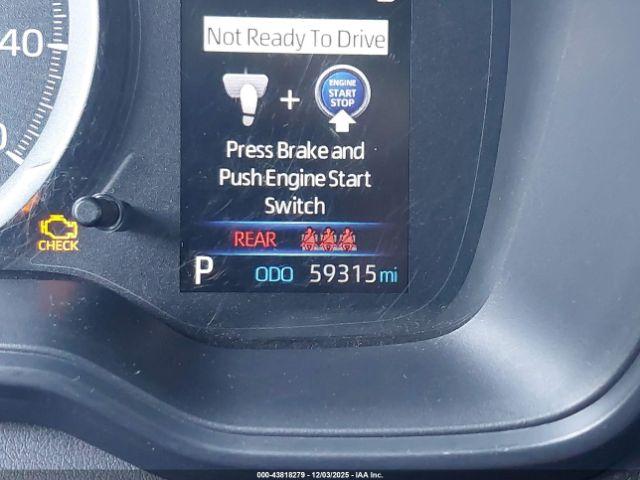 40
0
Not Ready To Drive
+
ENGINE
START
STOP
Press Brake and
Push Engine Start
Switch
CHECK
REAR
P ODO 59315 mi
000-43818279 - 12/03/2025 - IAA Inc.